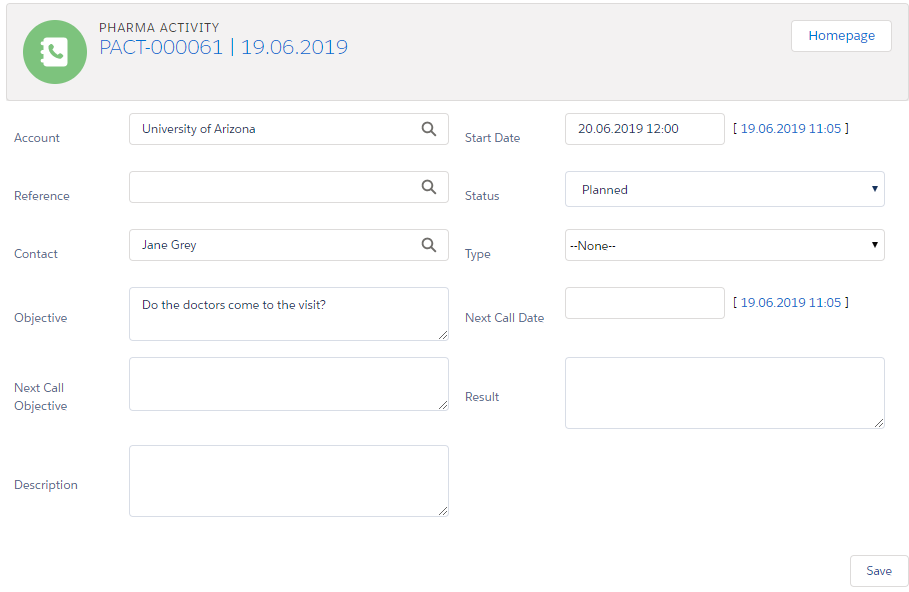 PHARMA ACTIVITY
PACT-000061 | 19.06.2019
Homepage
Account
University of Arizona
Start Date
20.06.2019 12:00
[ 19.06.2019 11:05 ]
Reference
Status
Planned
Contact
Jane Grey
Type
--None--
Objective
Do the doctors come to the visit?
Next Call Date
[ 19.06.2019 11:05 ]
Next Call
Objective
Result
Description
Save